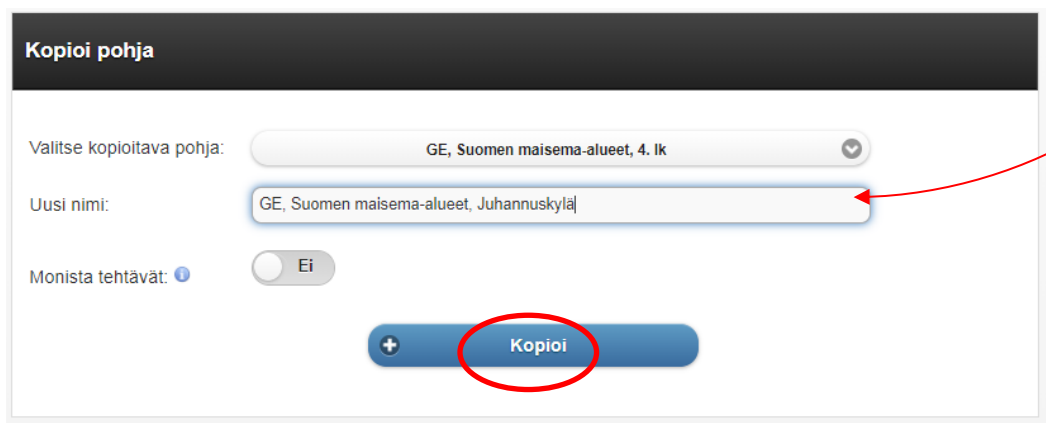 Kopioi pohja
Valitse kopioitava pohja:
GE, Suomen maisema-alueet, 4. lk
Uusi nimi:
GE, Suomen maisema-alueet, Juhannuskylä
Monista tehtävät:
Ei
Kopioi